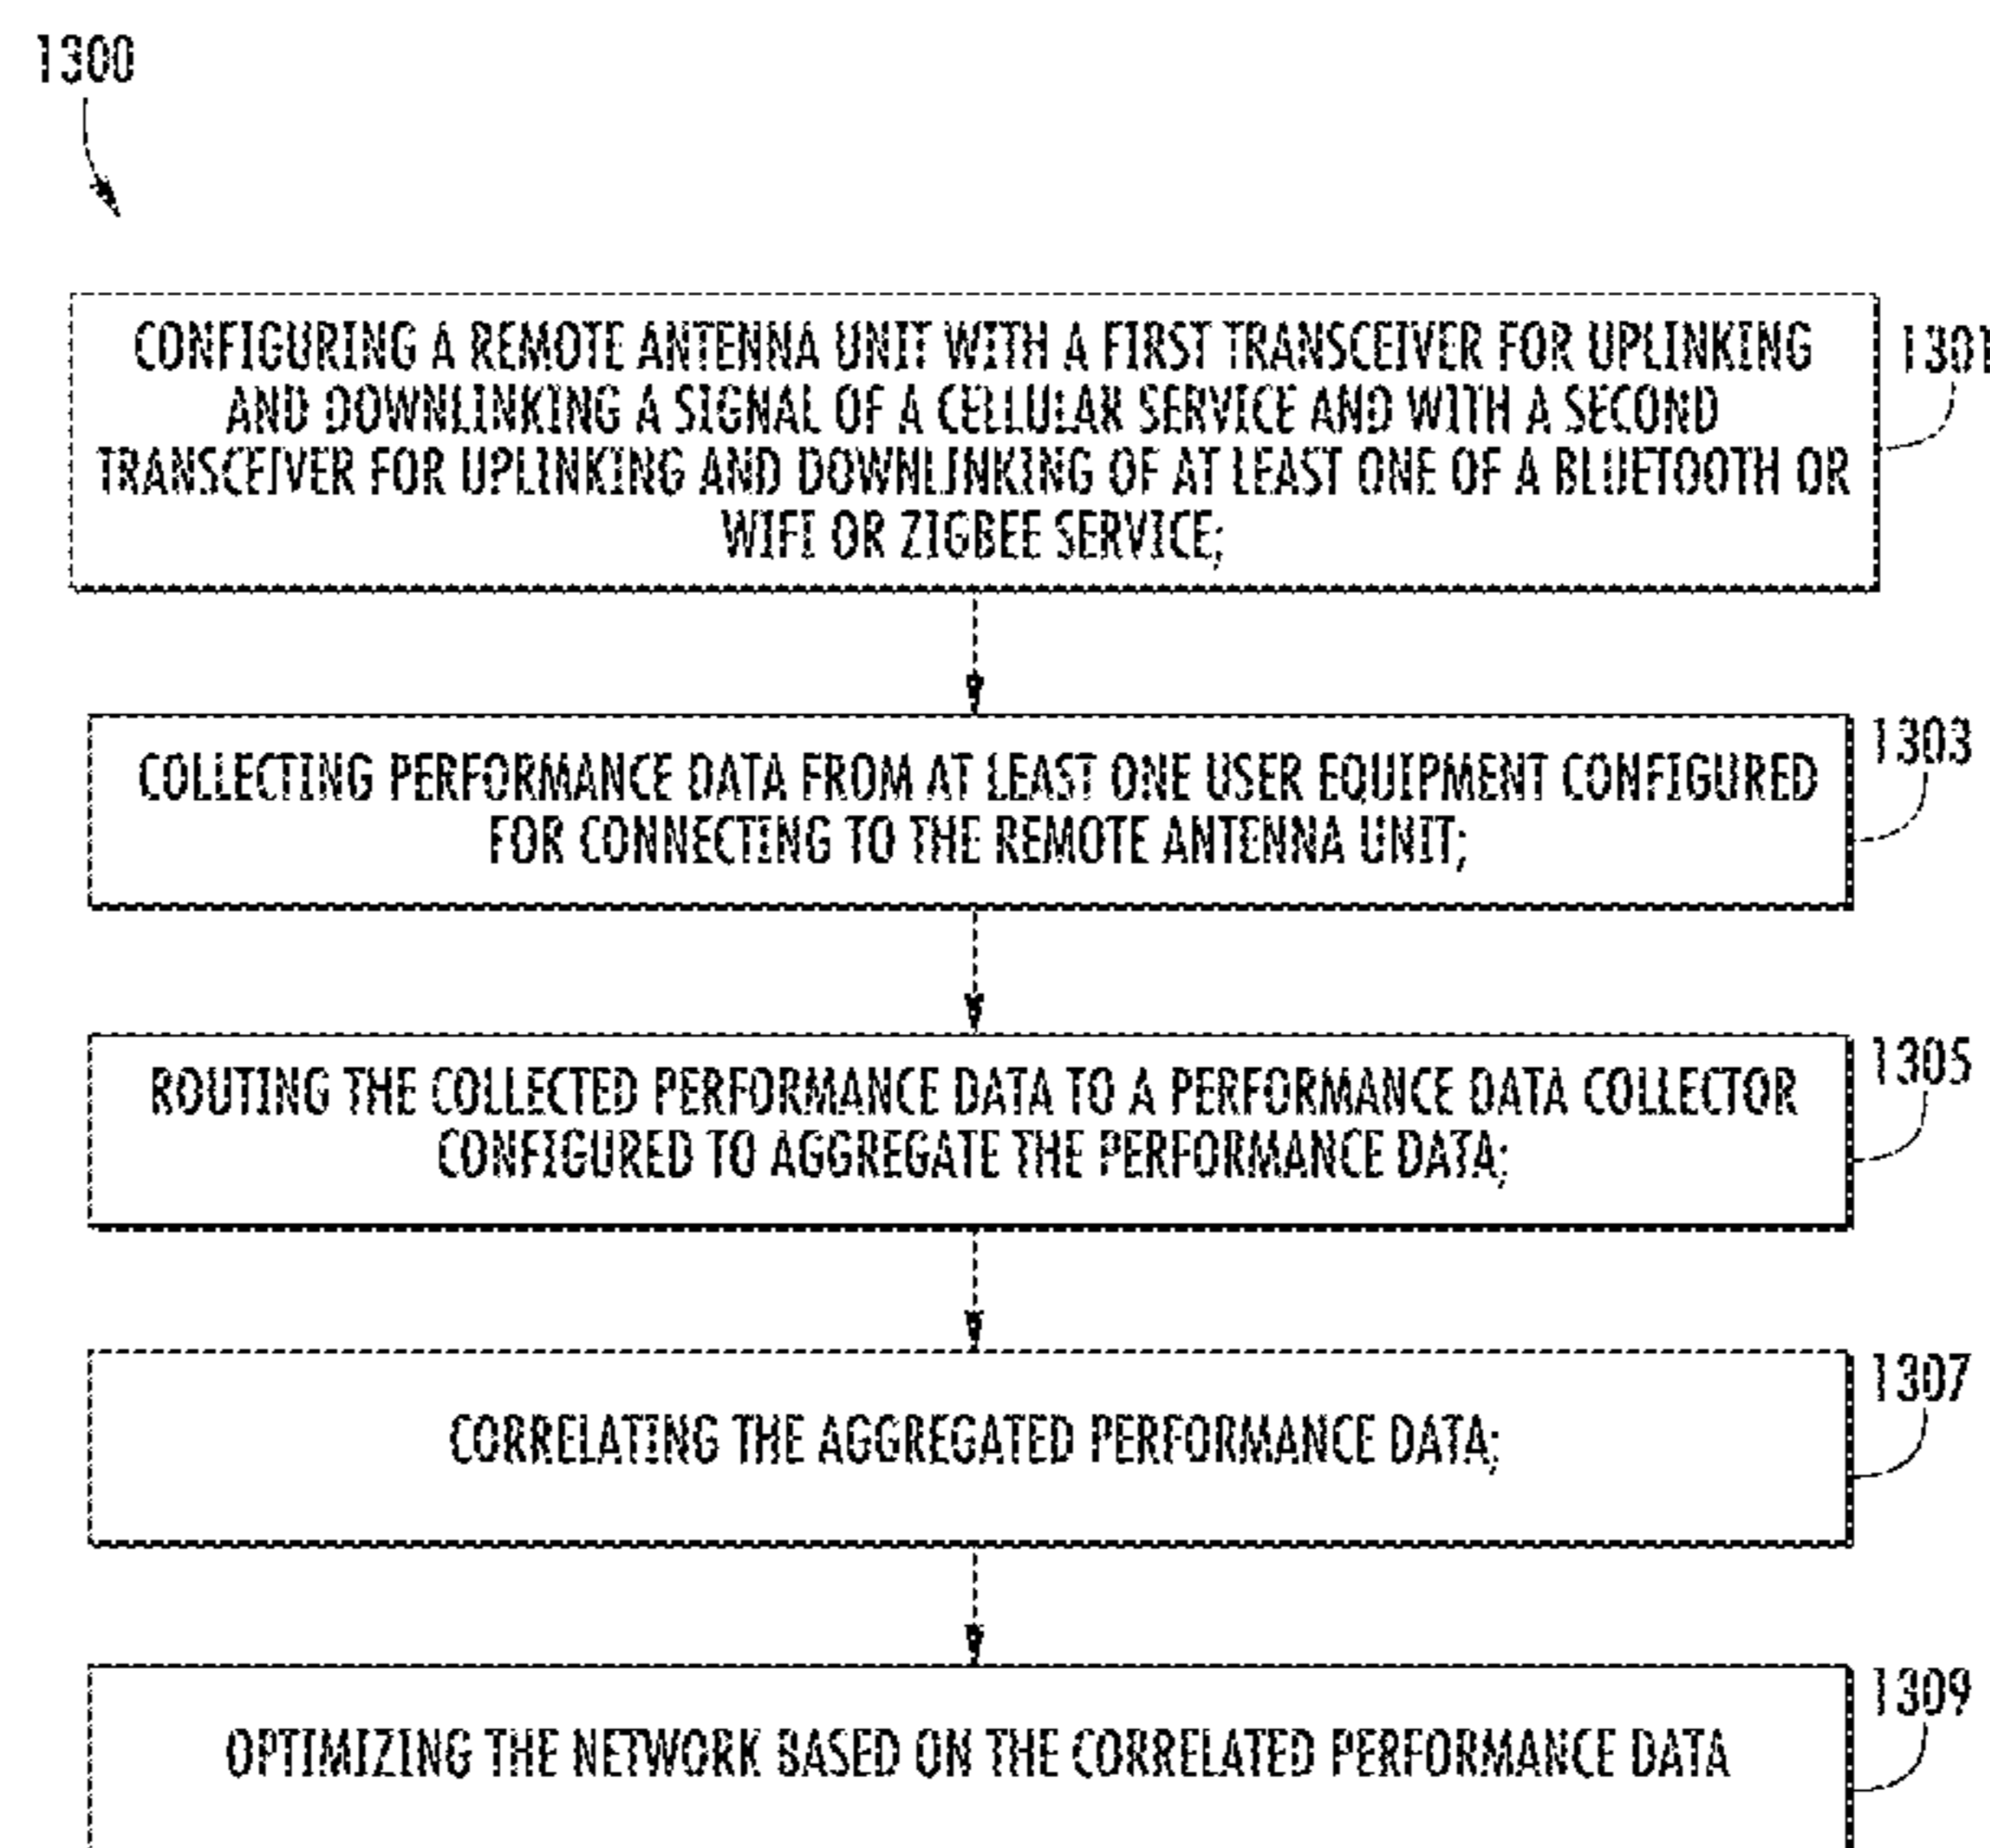 1300
CONFIGURING A REMOTE ANTENNA UNIT WITH A FIRST TRANSCEIVER FOR UPLINKING
AND DOWNLINKING A SIGNAL OF A CELLULAR SERVICE AND WITH A SECOND
TRANSCEIVER FOR UPLINKING AND DOWNLINKING OF AT LEAST ONE OF A BLUETOOTH OR
WIFI OR ZIGBEE SERVICE;
1301
COLLECTING PERFORMANCE DATA FROM AT LEAST ONE USER EQUIPMENT CONFIGURED
FOR CONNECTING TO THE REMOTE ANTENNA UNIT;
1303
ROUTING THE COLLECTED PERFORMANCE DATA TO A PERFORMANCE DATA COLLECTOR
CONFIGURED TO AGGREGATE THE PERFORMANCE DATA;
1305
CORRELATING THE AGGREGATED PERFORMANCE DATA;
1307
OPTIMIZING THE NETWORK BASED ON THE CORRELATED PERFORMANCE DATA
1309